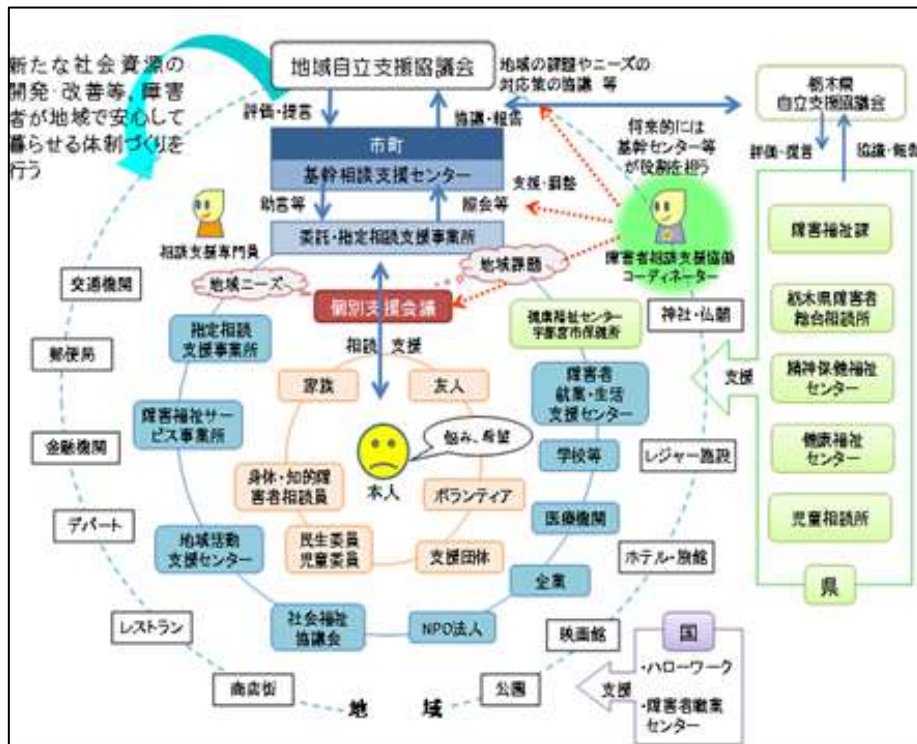 新たな社会資源の
開発・改善等、障害
者が地域で安心して
暮らせる体制づくりを
行う
地域自立支援協議会
地域の課題やニーズの
対応策の協議 等
栃木県
自立支援協議会
評価・提言
協議・報告
市町
基幹相談支援センター
将来的には
基幹センター等
が役割を担う
評価・提言
協議・報告
助言等
照会等
支援・調整
相談支援専門員
委託・指定相談支援事業所
障害者相談支援協働
コーディネーター
地域ニーズ
地域課題
個別支援会議
相談
支援
交通機関
郵便局
金融機関
デパート
レストラン
商店街
地 域
公園
映画館
ホテル・旅館
レジャー施設
神社・仏閣
指定相談
支援事業所
障害福祉サー
ビス事業所
地域活動
支援センター
社会福祉
協議会
NPO法人
企業
医療機関
学校等
障害者
就業・生活
支援センター
健康福祉センター
宇都宮市保健所
家族
友人
身体・知的障
害者相談員
ボランティア
民生委員
児童委員
支援団体
悩み、希望
本人
支援
障害福祉課
栃木県障害者
総合相談所
精神保健福祉
センター
健康福祉
センター
児童相談所
県
支援
国
・ハローワーク
・障害者職業
センター